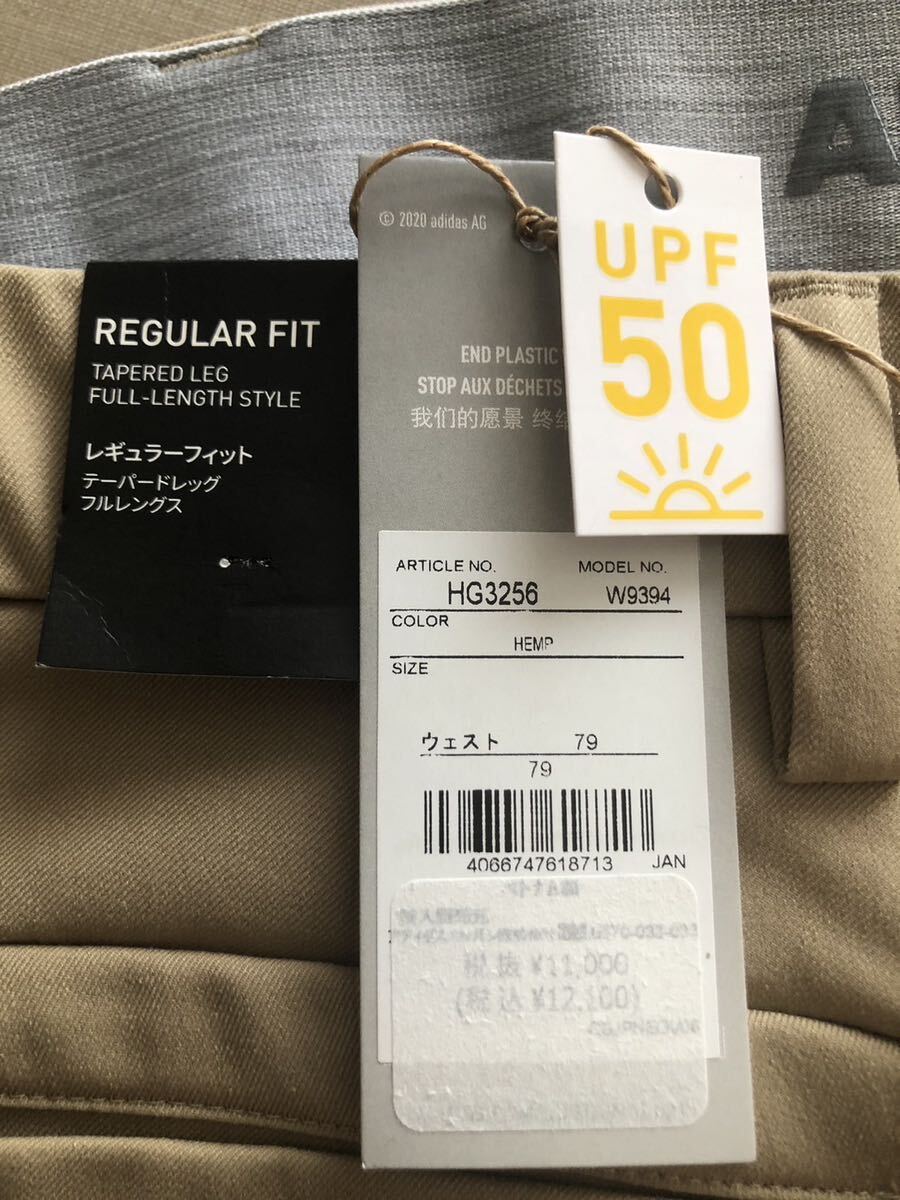 A
© 2020 adidas AG
UPF
50
REGULAR FIT
TAPERED LEG
FULL-LENGTH STYLE
レギュラーフィット
テーパードレッグ
フルレングス
END PLASTIC
STOP AUX DÉCHETS
我们的愿景 终结
ARTICLE NO.
MODEL NO.
HG3256
W9394
COLOR
HEMP
SIZE
ウェスト 79
79
4066747618713 JAN
税抜 ¥11,000
(税込 ¥12,100)